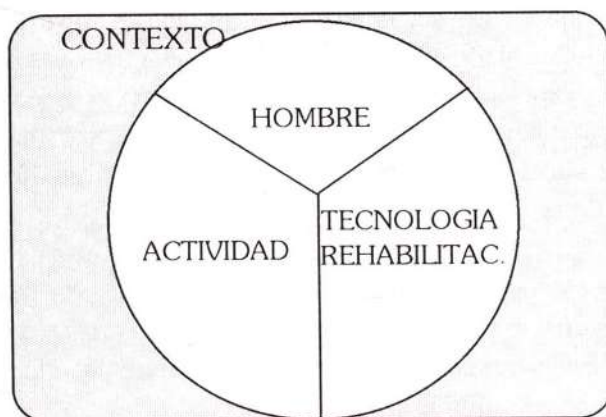 CONTEXTO
HOMBRE
ACTIVIDAD
TECNOLOGIA
REHABILITAC.